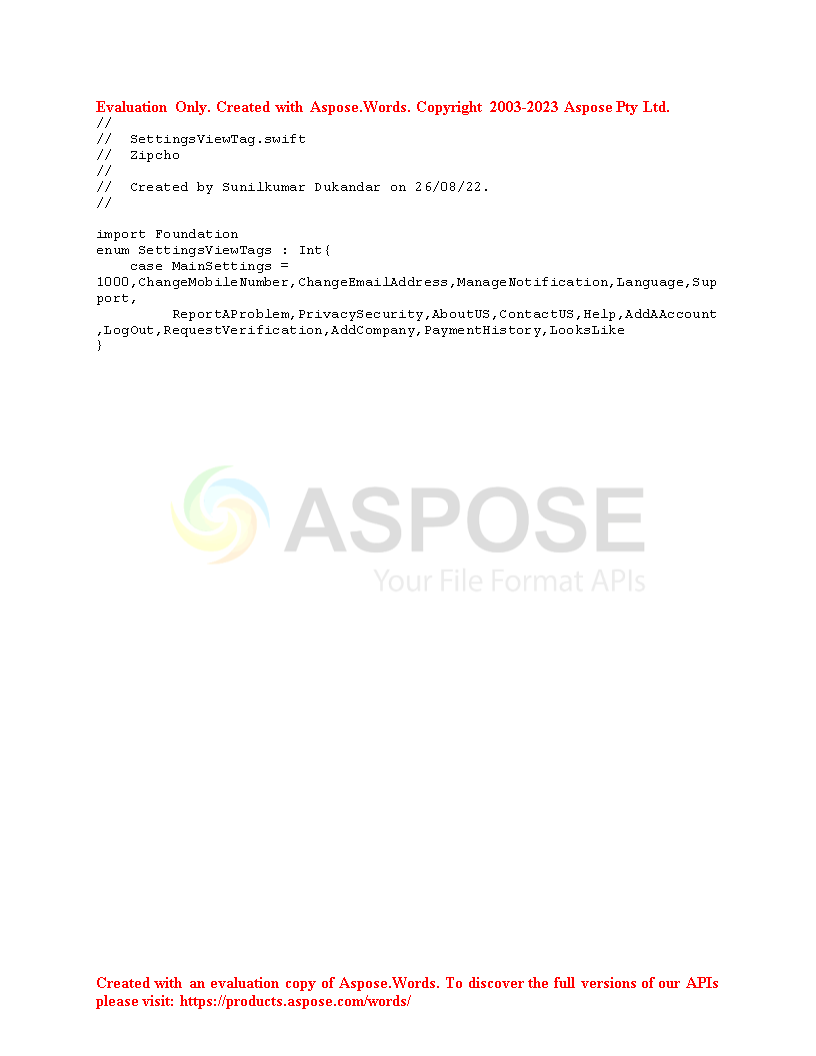 Evaluation Only. Created with Aspose.Words. Copyright 2003-2023 Aspose Pty Ltd.
//
//  SettingsViewTag.swift
//  Zipcho
//
//  Created by Sunilkumar Dukandar on 26/08/22.
//
import Foundation
enum SettingsViewTags : Int{
    case MainSettings =
1000,ChangeMobileNumber,ChangeEmailAddress,ManageNotification,Language,Sup
port,
         ReportAProblem,PrivacySecurity,AboutUS,ContactUS,Help,AddAAccount
,LogOut,RequestVerification,AddCompany,PaymentHistory,LooksLike
}
ASPOSE
Your File Format APIs
Created with an evaluation copy of Aspose.Words. To discover the full versions of our APIs
please visit: https://products.aspose.com/words/